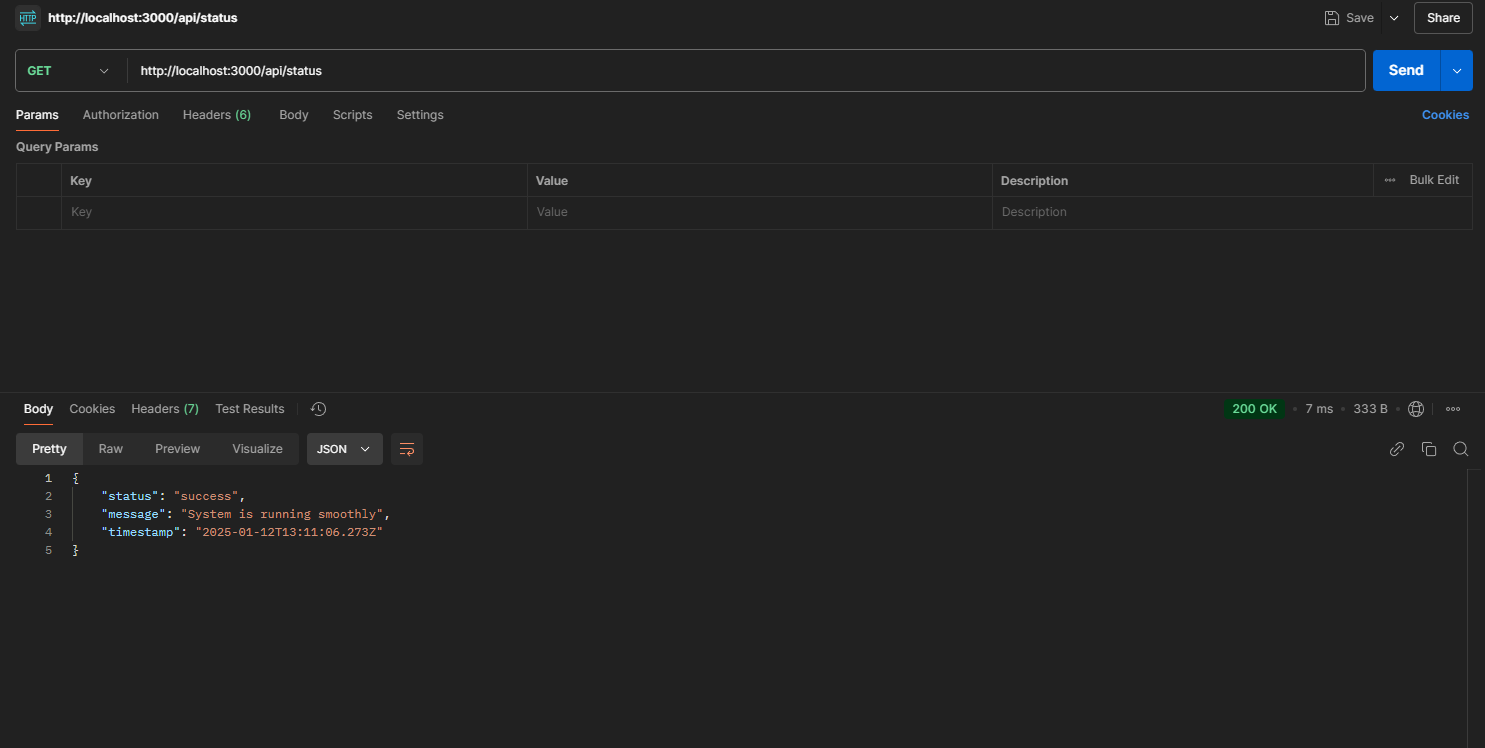 HTTP http://localhost:3000/api/status Save Share
GET http://localhost:3000/api/status Send
Params Authorization Headers (6) Body Scripts Settings Cookies
Query Params
Key Value Description Bulk Edit
Key Value Description
Body Cookies Headers (7) Test Results 200 OK • 7 ms • 333 B •
Pretty Raw Preview Visualize JSON
1 {
2 "status": "success",
3 "message": "System is running smoothly",
4 "timestamp": "2025-01-12T13:11:06.273Z"
5 }